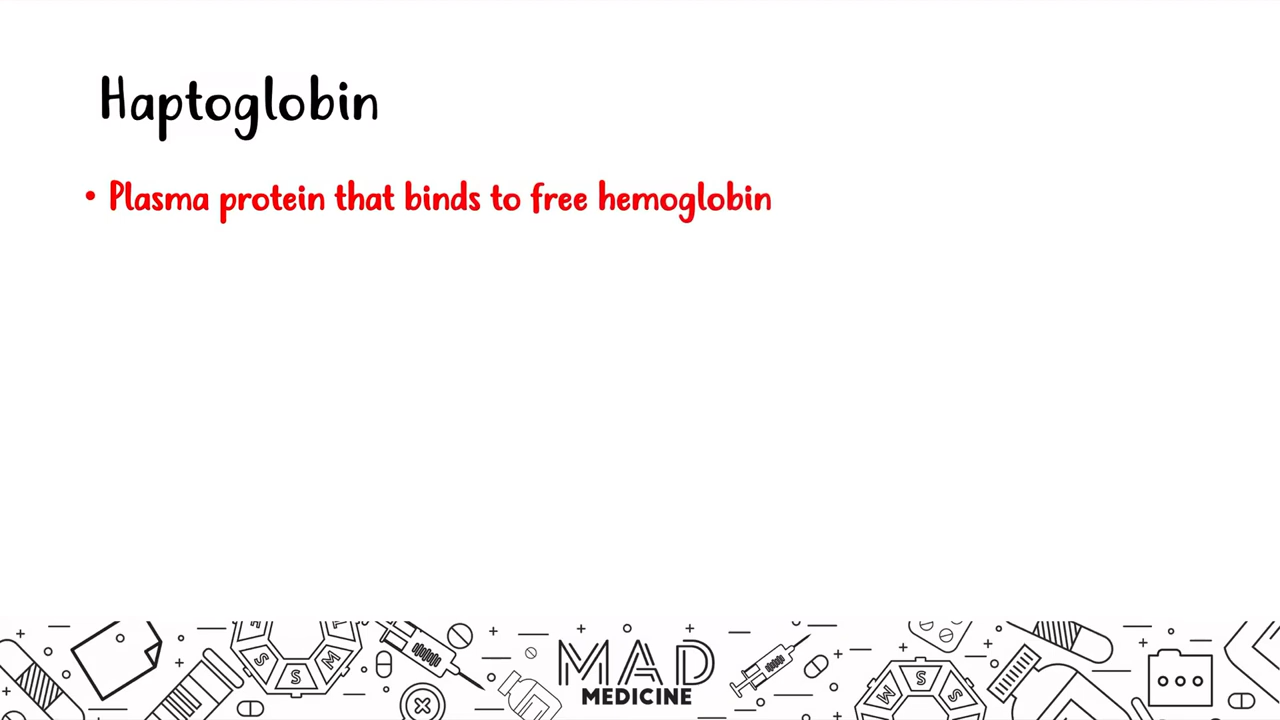 Haptoglobin
• Plasma protein that binds to free hemoglobin
S
S
M
MAD
MEDICINE
M
S
S